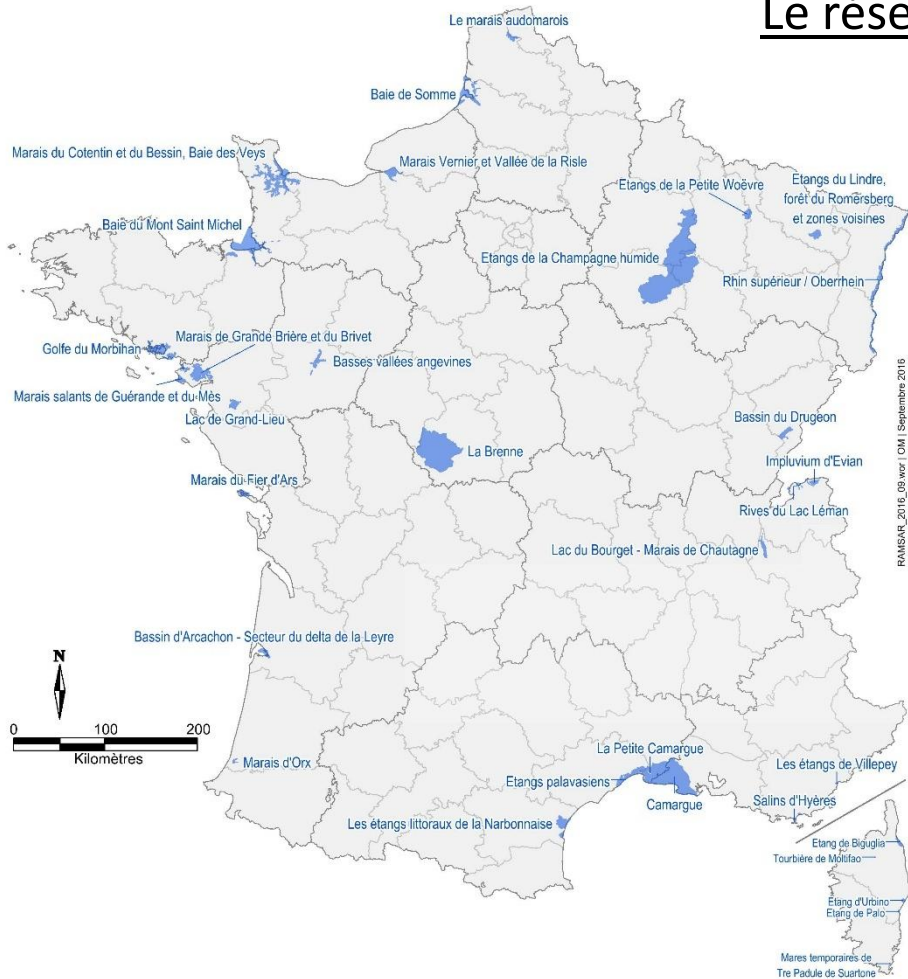 Le rése
Le marais audomarois
Baie de Somme
Marais du Cotentin et du Bessin, Baie des Veys
Marais Vernier et Vallée de la Risle
Etangs de la Petite Woëvre
Etangs du Lindre,
forêt du Romersberg
et zones voisines
Baie du Mont Saint Michel
Etangs de la Champagne humide
Rhin supérieur / Oberrhein
Golfe du Morbihan
Marais de Grande Brière et du Brivet
Basses vallées angevines
Marais salants de Guérande et du Mès
Lac de Grand-Lieu
Bassin du Drugeon
La Brenne
Impluvium d'Evian
Marais du Fier d'Ars
Rives du Lac Léman
Lac du Bourget - Marais de Chautagne
RAMSAR_2016_09.wor | OM | Septembre 2016
Bassin d'Arcachon - Secteur du delta de la Leyre
N
0 100 200
Kilomètres
Marais d'Orx
La Petite Camargue
Les étangs de Villepey
Etangs palavasiens
Camargue
Salins d'Hyères
Les étangs littoraux de la Narbonnaise
Etang de Biguglia
Tourbière de Moltifao
Etang d'Urbino
Etang de Palo
Mares temporaires de
Tre Padule de Suartone